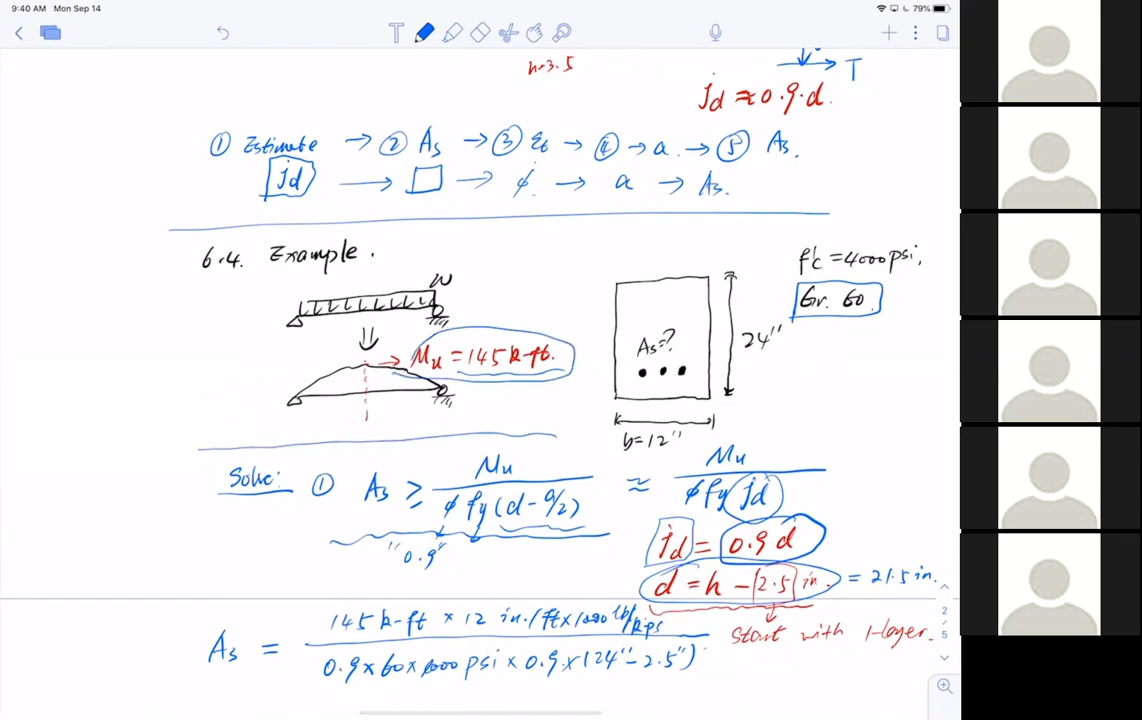 9:40 AM Mon Sep 14
79%
T
h-3.5
T
jd ≈ 0.9·d.
① Estimate → ② As → ③ εt → ④ → a → ⑤ As.
jd → □ → ϕ → a → As.
6.4. Example.
f'c = 4000 psi,
Gr. 60
W
Mu = 145 k-ft.
As=?
24"
b=12"
Solve: ① As ≥ Mu / ϕ fy (d - a/2) ≈ Mu / ϕ fy jd
"0.9"
jd = 0.9 d
d = h - 2.5 in. = 21.5 in.
start with 1-layer.
As = 145 k-ft × 12 in./ft × 1000 lb/kips / 0.9 × 60 × 1000 psi × 0.9 × (24" - 2.5")
2
5